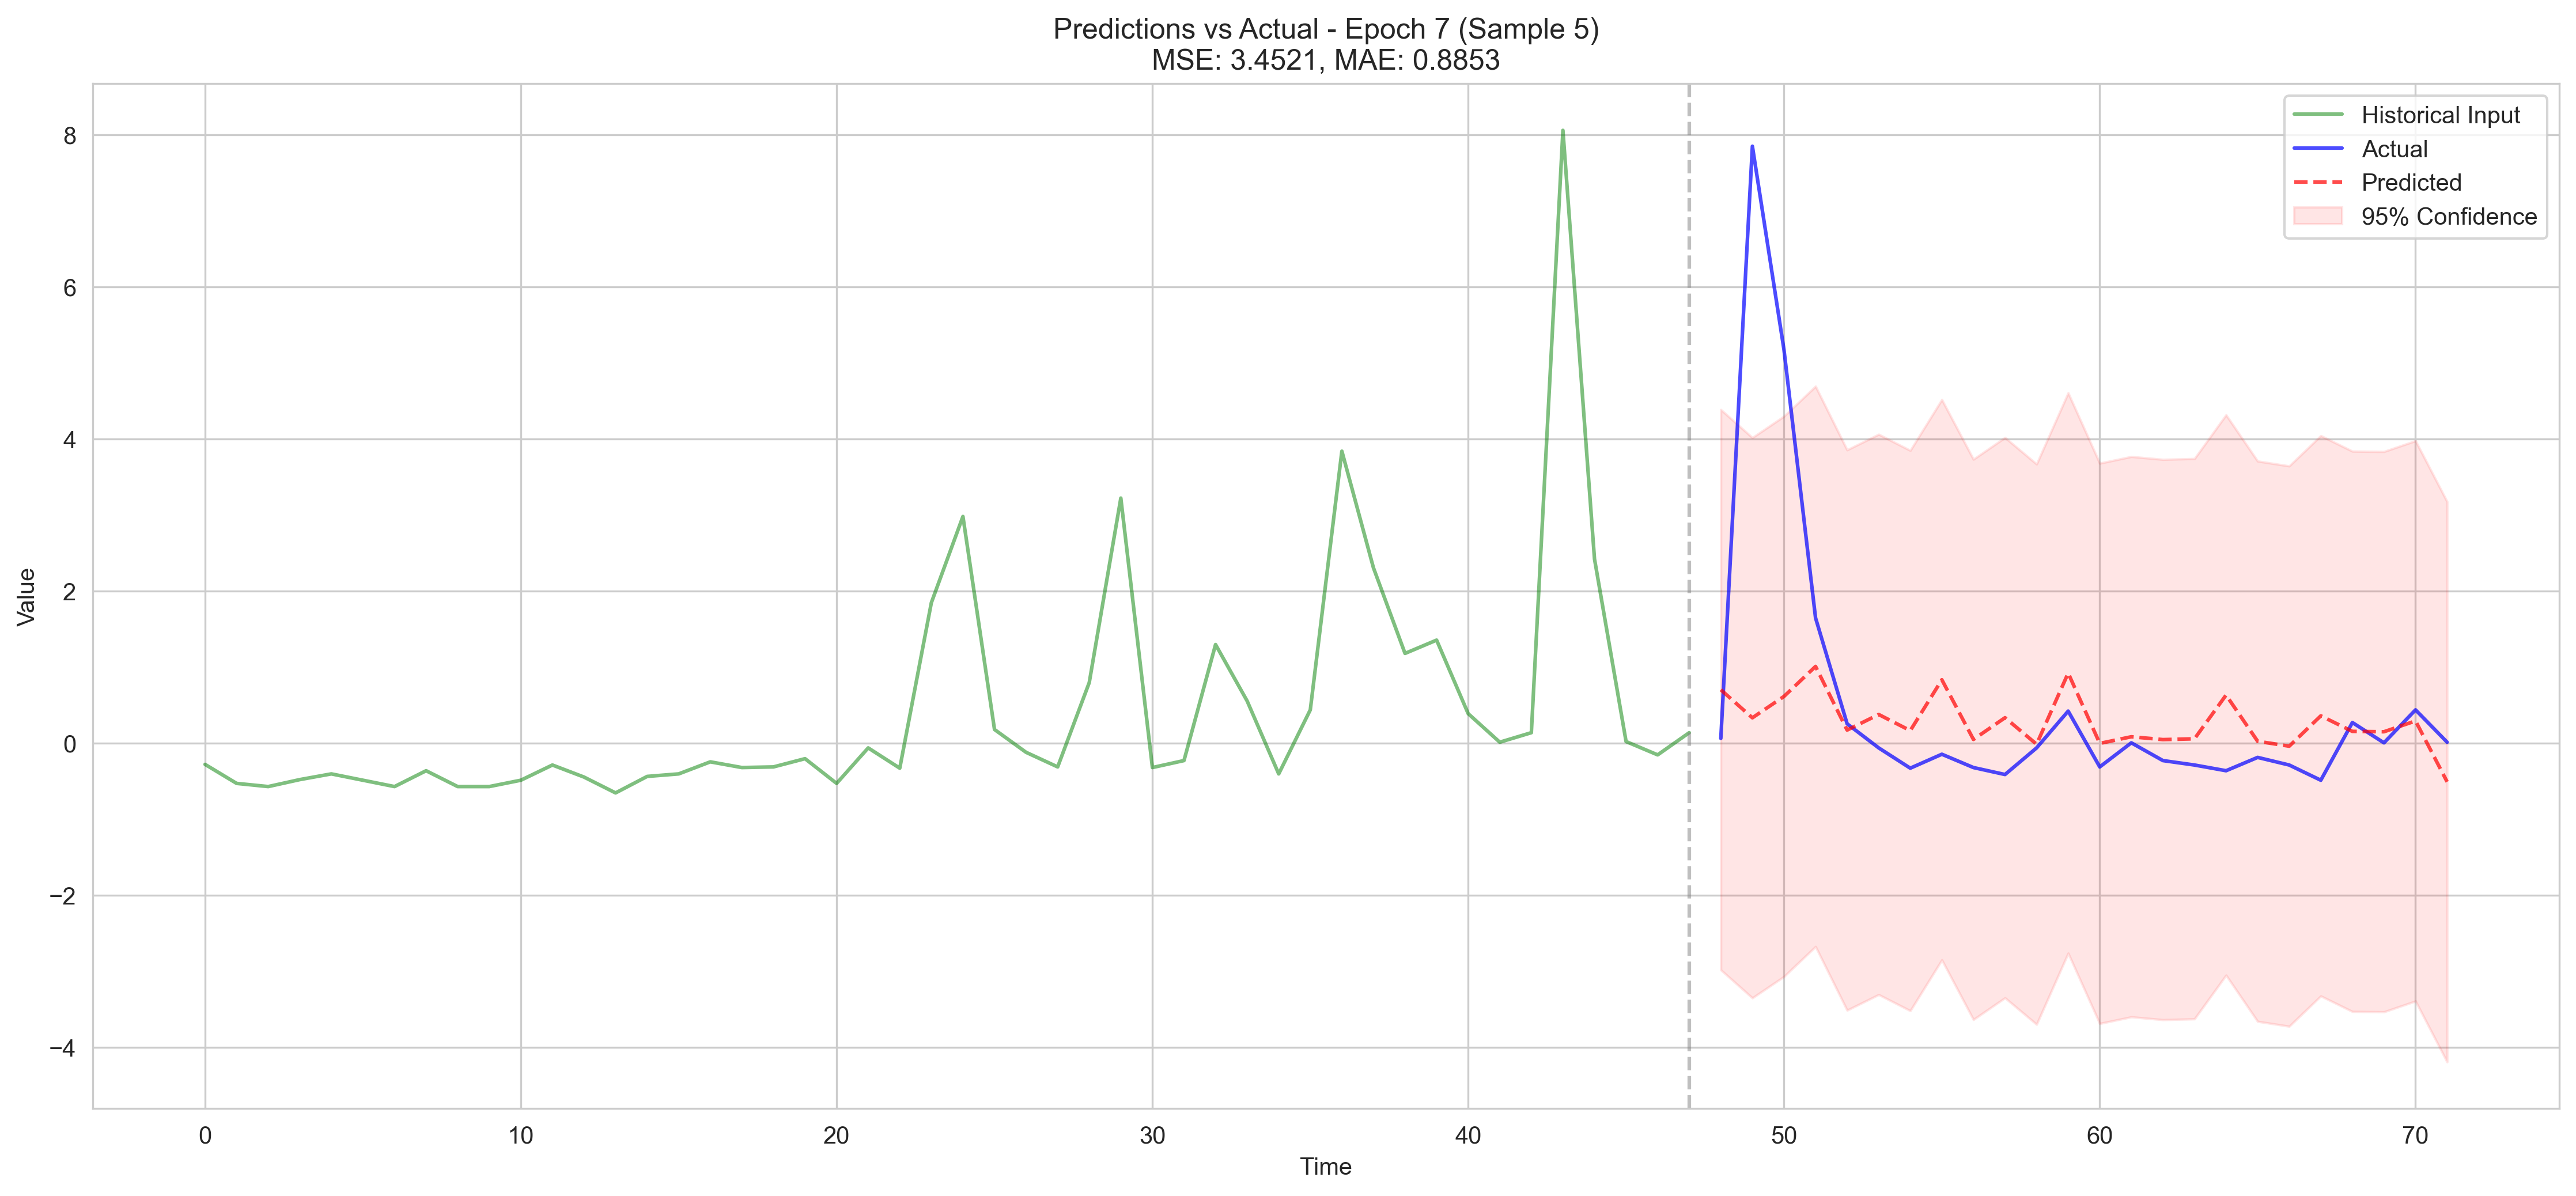 Predictions vs Actual - Epoch 7 (Sample 5)
MSE: 3.4521, MAE: 0.8853
Historical Input
Actual
Predicted
95% Confidence
8
6
4
2
0
−2
−4
Value
0 10 20 30 40 50 60 70
Time